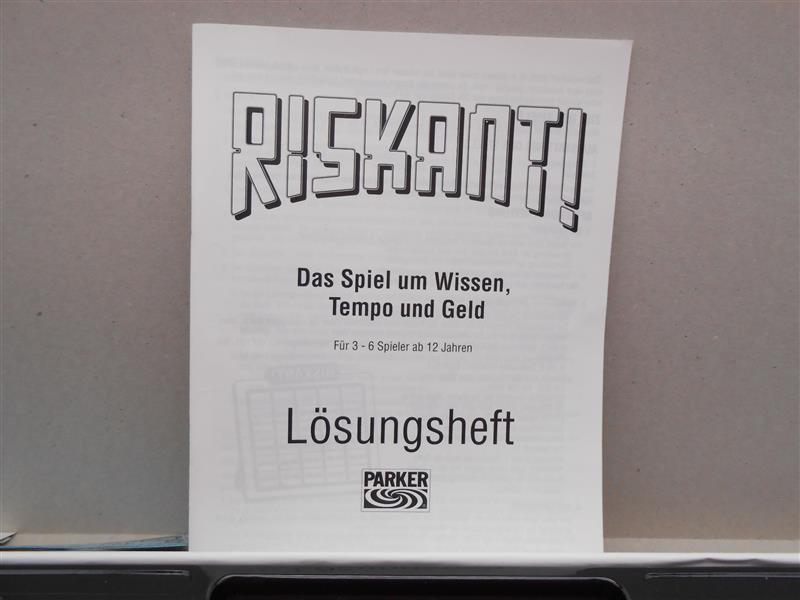 RISKANT!
Das Spiel um Wissen,
Tempo und Geld
Für 3 - 6 Spieler ab 12 Jahren
Lösungsheft
PARKER